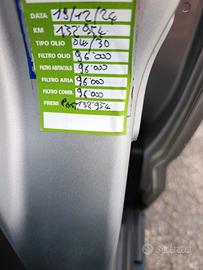 DATA 19/12/24
KM 132954
TIPO OLIO 0W/30
FILTRO OLIO 96000
FILTRO ABITACOLO 96000
FILTRO ARIA 96000
FILTRO COMB. 96000
FRENI Post 132954
subito